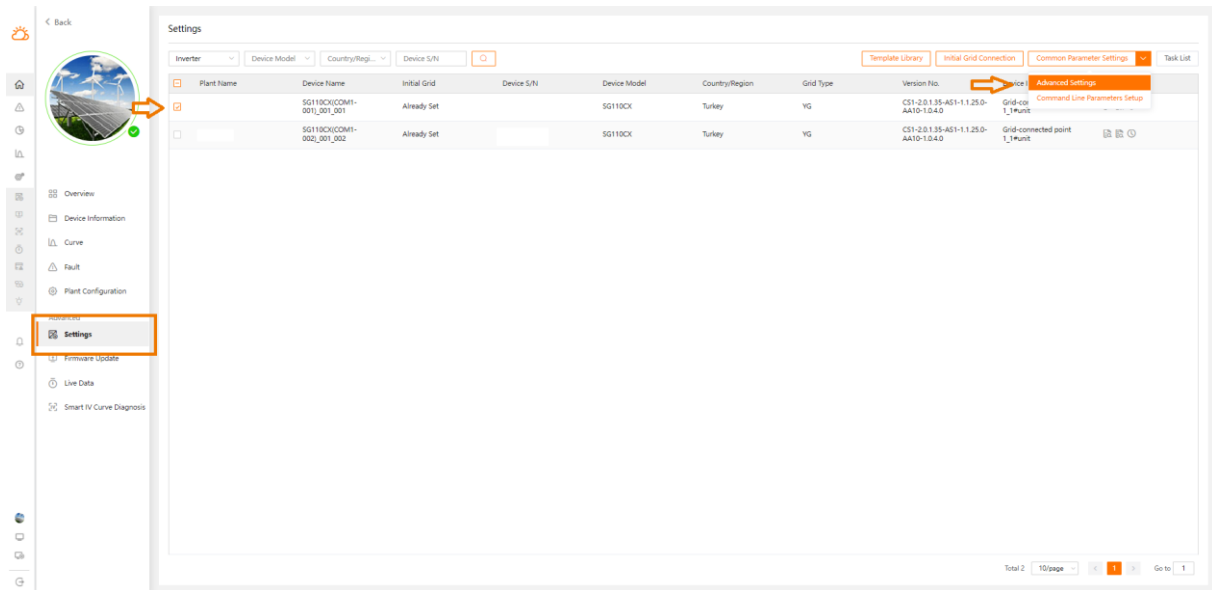 Back
Settings
Inverter
Device Model
Country/Regi...
Device S/N
Template Library
Initial Grid Connection
Common Parameter Settings
Task List
Plant Name
Device Name
Initial Grid
Device S/N
Device Model
Country/Region
Grid Type
Version No.
Advanced Settings
Command Line Parameters Setup
SG110CX(COM1-
001)_001_001
Already Set
SG110CX
Turkey
YG
CS1-2.0.1.35-AS1-1.1.25.0-
AA10-1.0.4.0
1_1#unit
SG110CX(COM1-
002)_001_002
Already Set
SG110CX
Turkey
YG
CS1-2.0.1.35-AS1-1.1.25.0-
AA10-1.0.4.0
Grid-connected point
1_1#unit
Overview
Device Information
Curve
Fault
Plant Configuration
Advanced
Settings
Firmware Update
Live Data
Smart IV Curve Diagnosis
Total 2
10/page
1
Go to
1